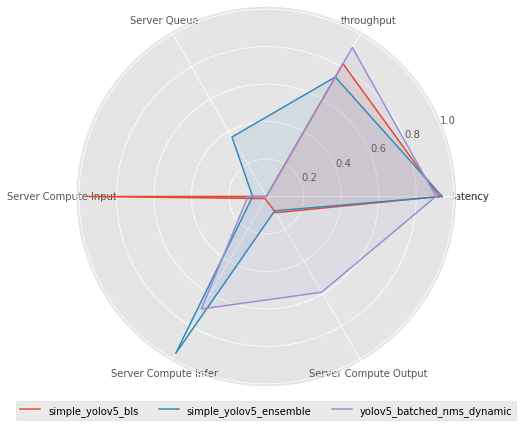 Server Queue
throughput
1.0
0.8
0.6
0.4
0.2
Server Compute Input
atency
Server Compute Infer
Server Compute Output
simple_yolov5_bls
simple_yolov5_ensemble
yolov5_batched_nms_dynamic